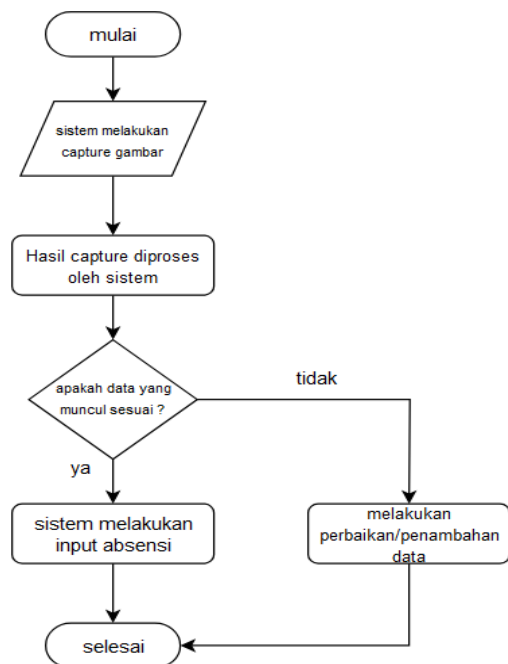 mulai
sistem melakukan
capture gambar
Hasil capture diproses
oleh sistem
apakah data yang
muncul sesuai ?
tidak
ya
sistem melakukan
input absensi
melakukan
perbaikan/penambahan
data
selesai